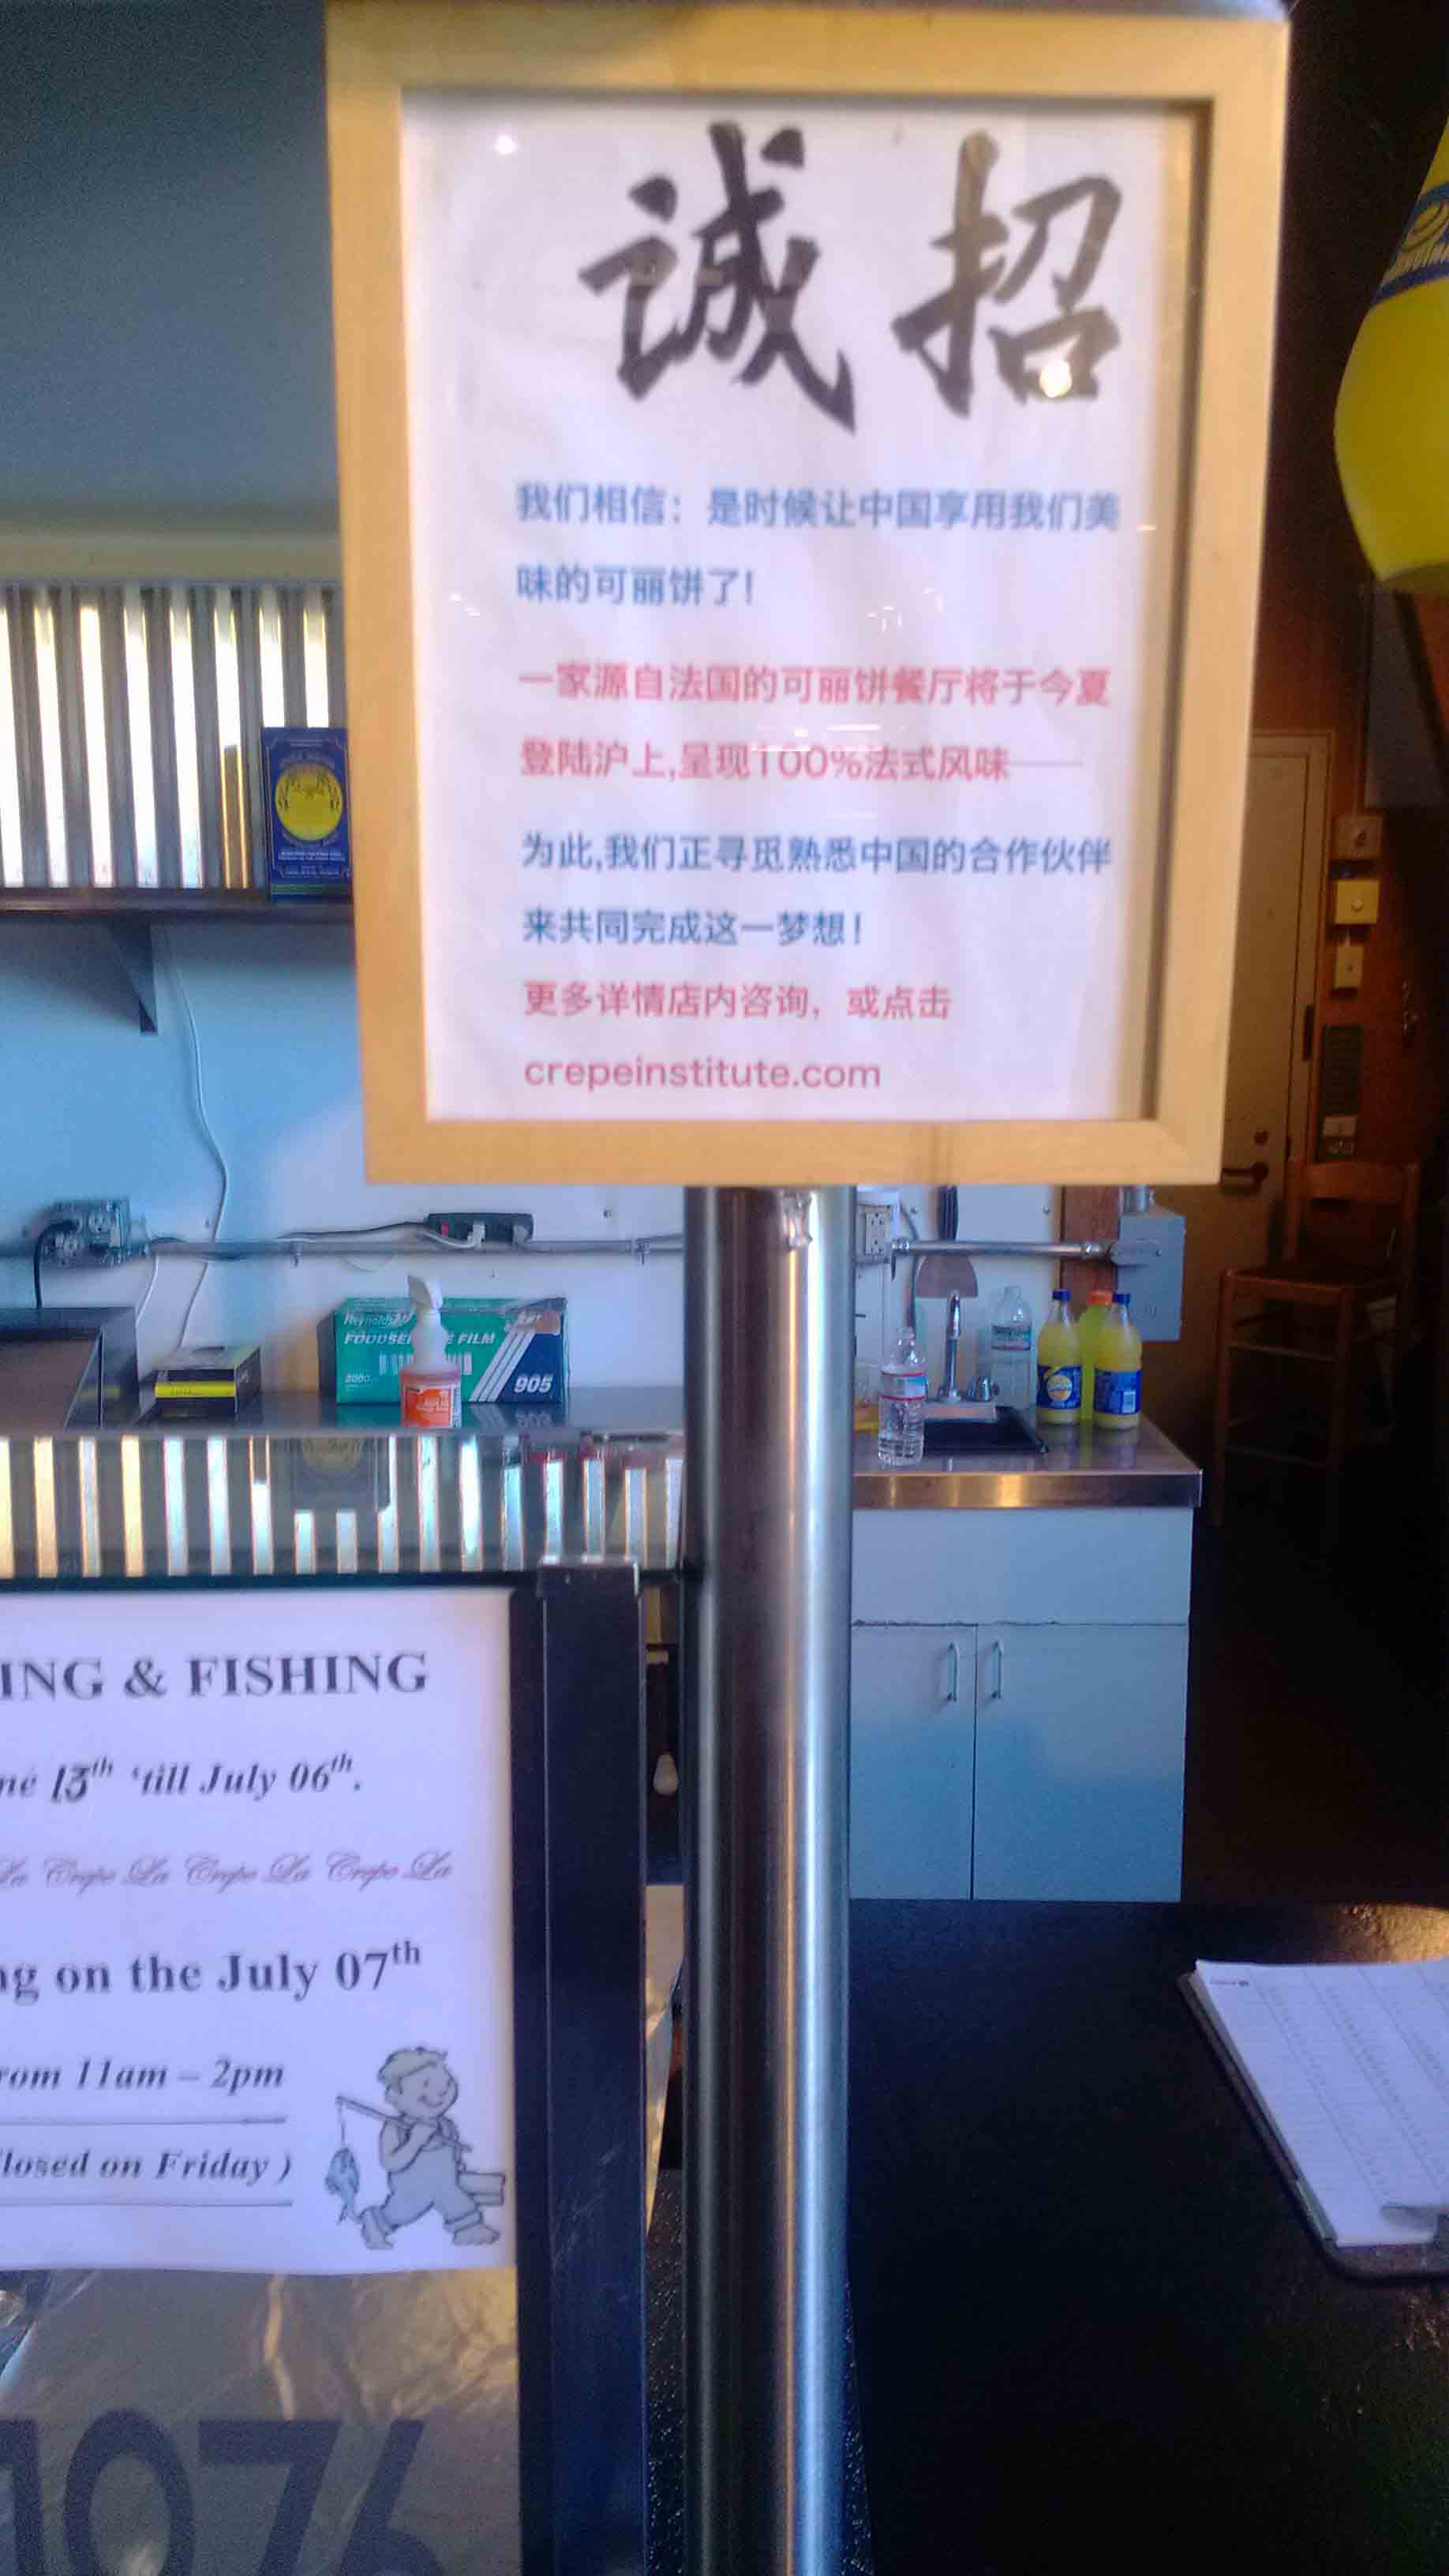 诚招
我们相信：是时候让中国享用我们美
味的可丽饼了!
一家源自法国的可丽饼餐厅将于今夏
登陆沪上,呈现100%法式风味——
为此,我们正寻觅熟悉中国的合作伙伴
来共同完成这一梦想！
更多详情店内咨询，或点击
crepeinstitute.com
Reynolds
FOODSERVICE FILM
2000
905
ING & FISHING
ne 13th 'till July 06th.
La Crepe La Crepe La Crepe La
ng on the July 07th
rom 11am – 2pm
losed on Friday )
1976